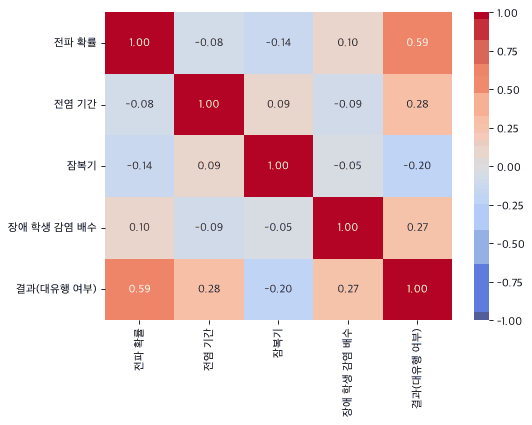 전파 확률 1.00 -0.08 -0.14 0.10 0.59
전염 기간 -0.08 1.00 0.09 -0.09 0.28
잠복기 -0.14 0.09 1.00 -0.05 -0.20
장애 학생 감염 배수 0.10 -0.09 -0.05 1.00 0.27
결과(대유행 여부) 0.59 0.28 -0.20 0.27 1.00
전파 확률
전염 기간
잠복기
장애 학생 감염 배수
결과(대유행 여부)
1.00
0.75
0.50
0.25
0.00
-0.25
-0.50
-0.75
-1.00